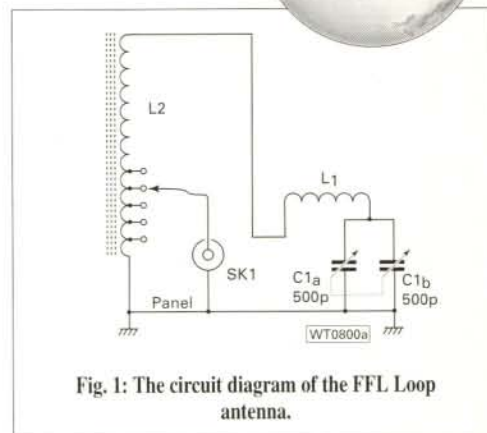 L2
L1
SK1
C1a
500p
C1b
500p
Panel
WT0800a
Fig. 1: The circuit diagram of the FFL Loop
antenna.